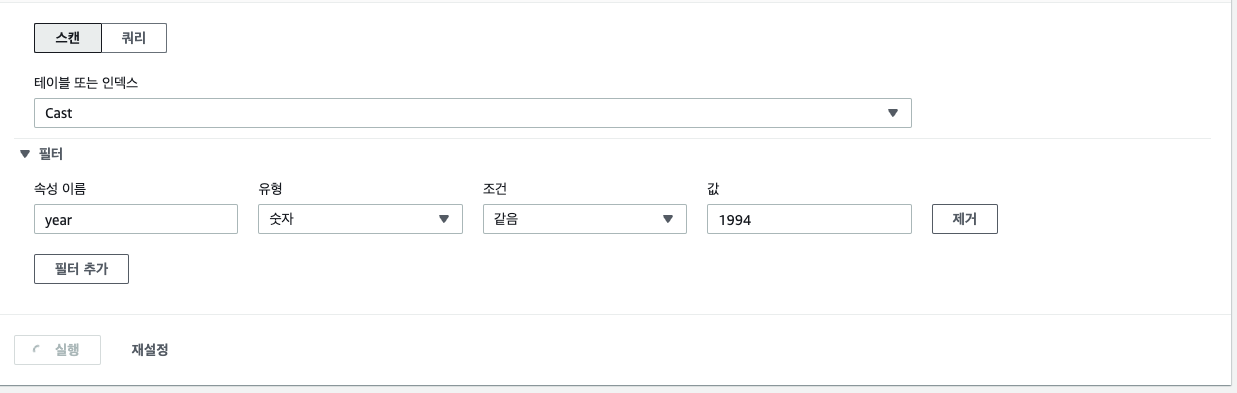 스캔 쿼리
테이블 또는 인덱스
Cast
필터
속성 이름 유형 조건 값
year 숫자 같음 1994 제거
필터 추가
실행 재설정